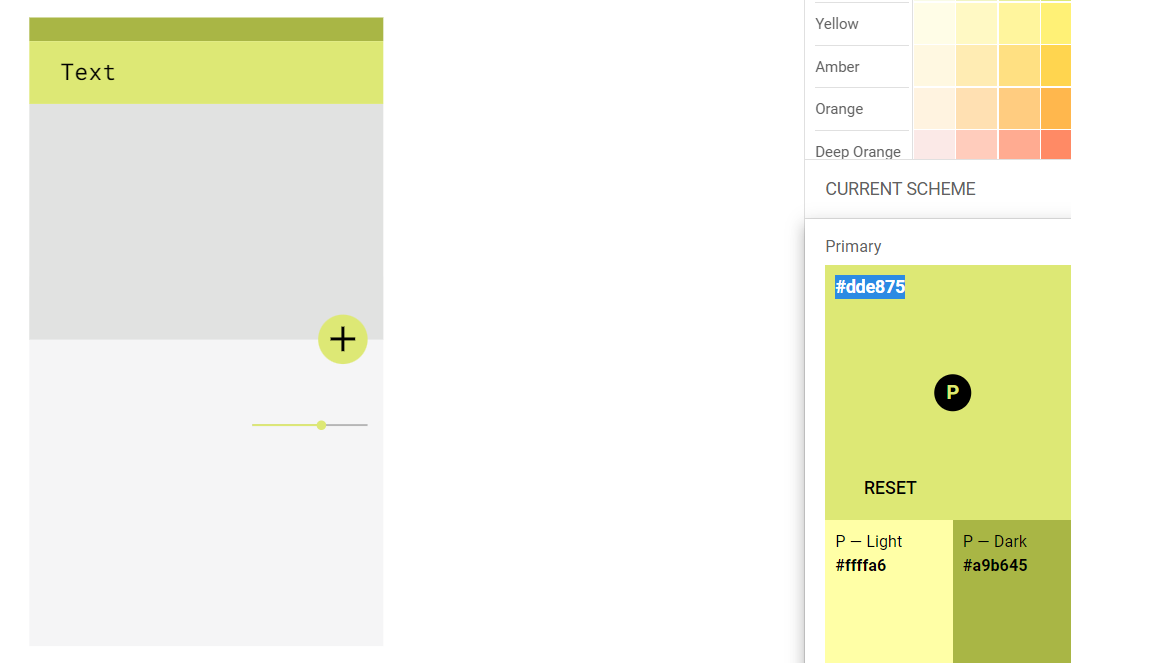 Text
Yellow
Amber
Orange
Deep Orange
CURRENT SCHEME
Primary
#dde875
P
RESET
P — Light
#ffffa6
P — Dark
#a9b645